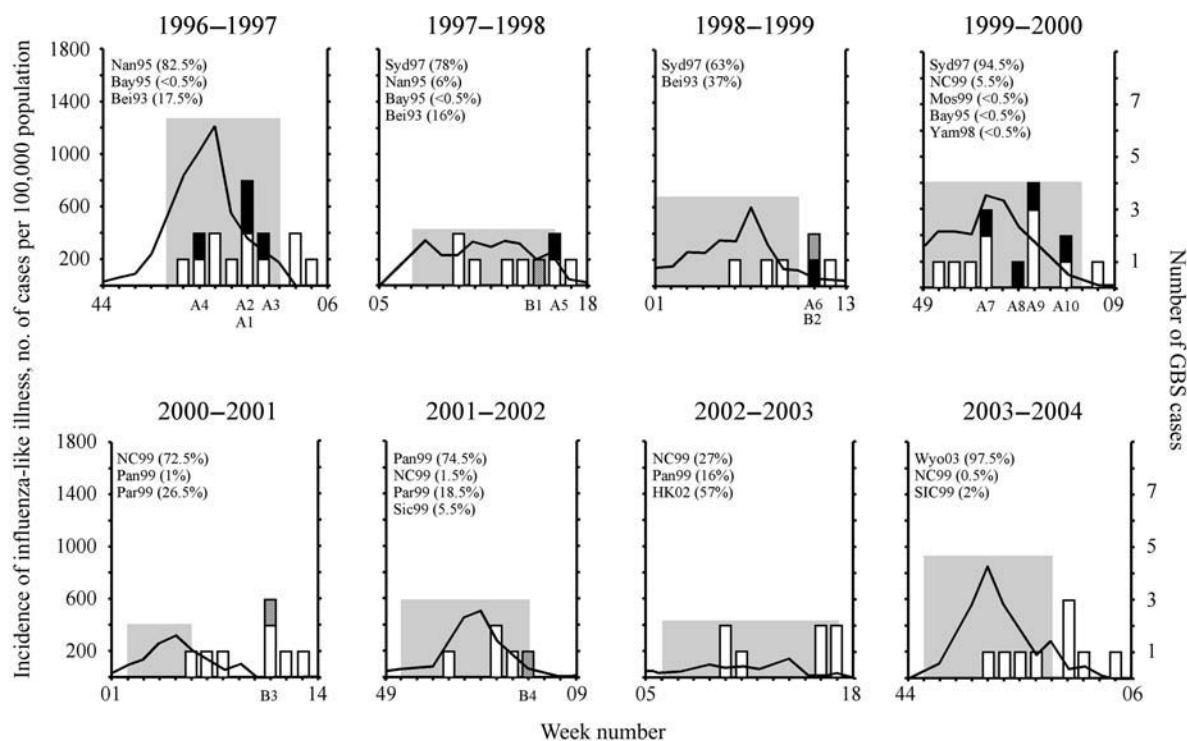 1996–1997
1997–1998
1998–1999
1999–2000
Incidence of influenza-like illness, no. of cases per 100,000 population
1800
1400
1000
600
200
Nan95 (82.5%)
Bay95 (<0.5%)
Bei93 (17.5%)
44
06
A4
A2
A3
A1
Syd97 (78%)
Nan95 (6%)
Bay95 (<0.5%)
Bei93 (16%)
05
18
B1
A5
Syd97 (63%)
Bei93 (37%)
01
13
A6
B2
Syd97 (94.5%)
NC99 (5.5%)
Mos99 (<0.5%)
Bay95 (<0.5%)
Yam98 (<0.5%)
49
09
A7
A8
A9
A10
7
5
3
1
Number of GBS cases
2000–2001
2001–2002
2002–2003
2003–2004
1800
1400
1000
600
200
NC99 (72.5%)
Pan99 (1%)
Par99 (26.5%)
01
14
B3
Pan99 (74.5%)
NC99 (1.5%)
Par99 (18.5%)
Sic99 (5.5%)
49
09
B4
NC99 (27%)
Pan99 (16%)
HK02 (57%)
05
18
Wyo03 (97.5%)
NC99 (0.5%)
SIC99 (2%)
44
06
7
5
3
1
Week number